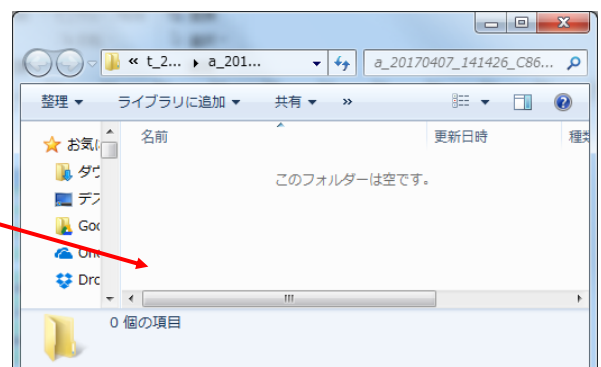 « t_2... ▸ a_201... a_20170407_141426_C86...
整理 ライブラリに追加 共有 »
名前 更新日時 種類
お気に
ダウ
このフォルダーは空です。
デス
Goo
One
Dro
0 個の項目